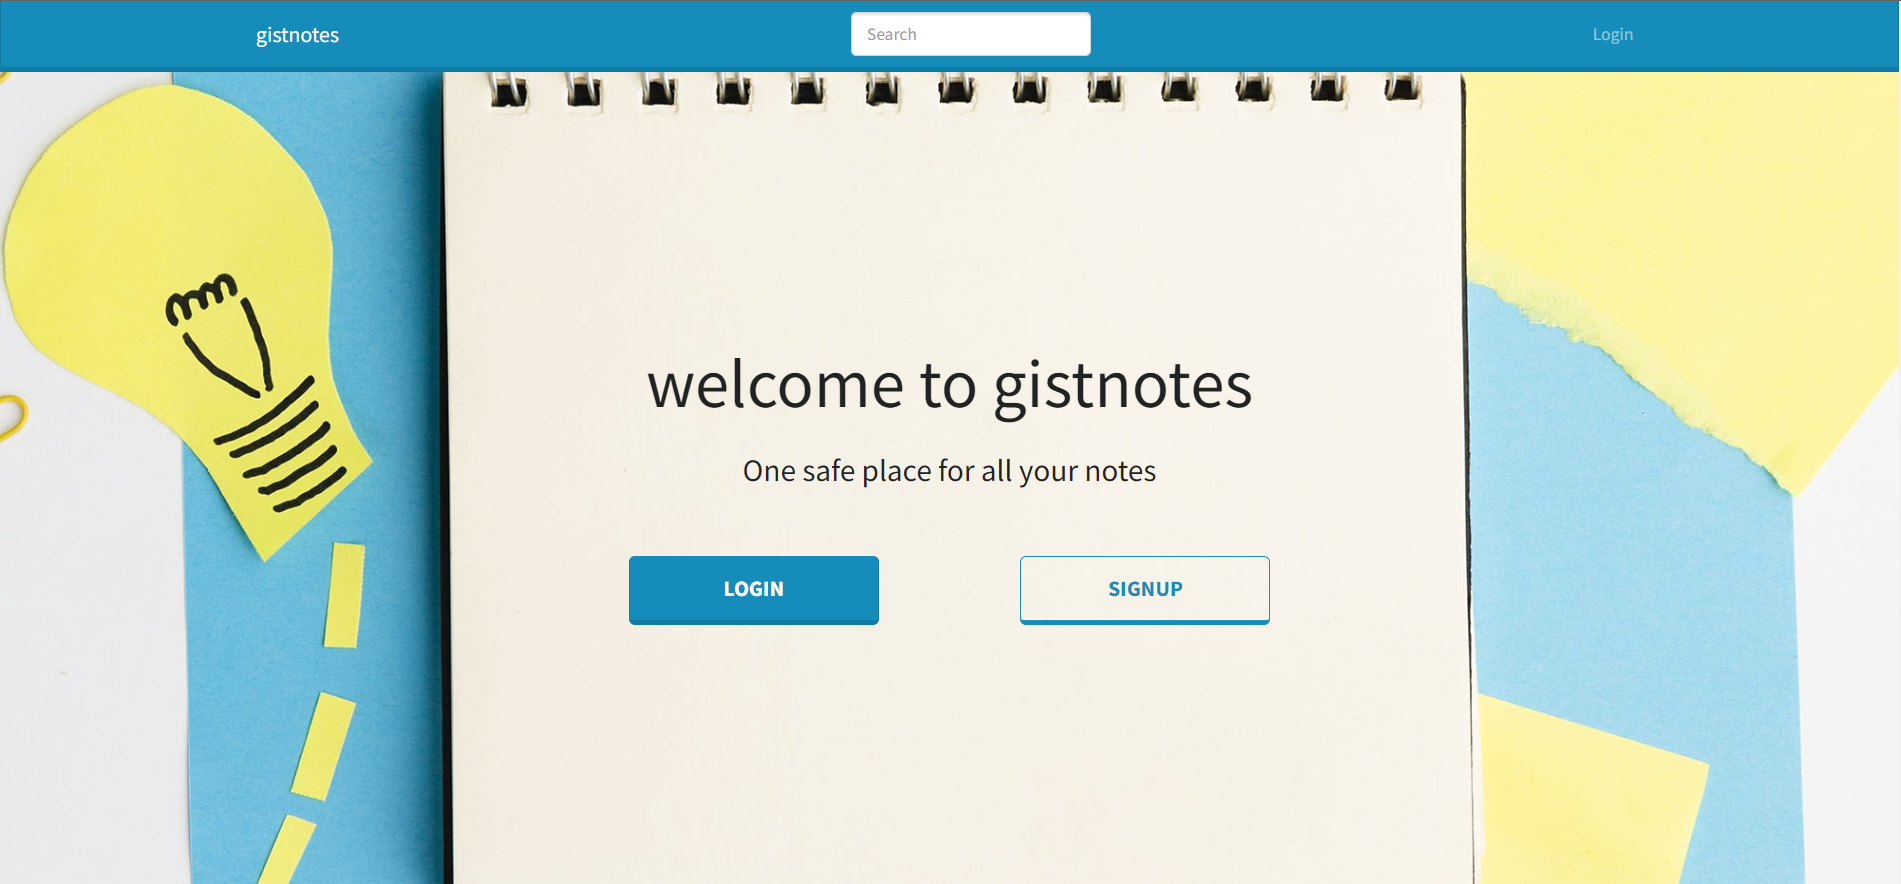 gistnotes
Search
Login
welcome to gistnotes
One safe place for all your notes
LOGIN
SIGNUP